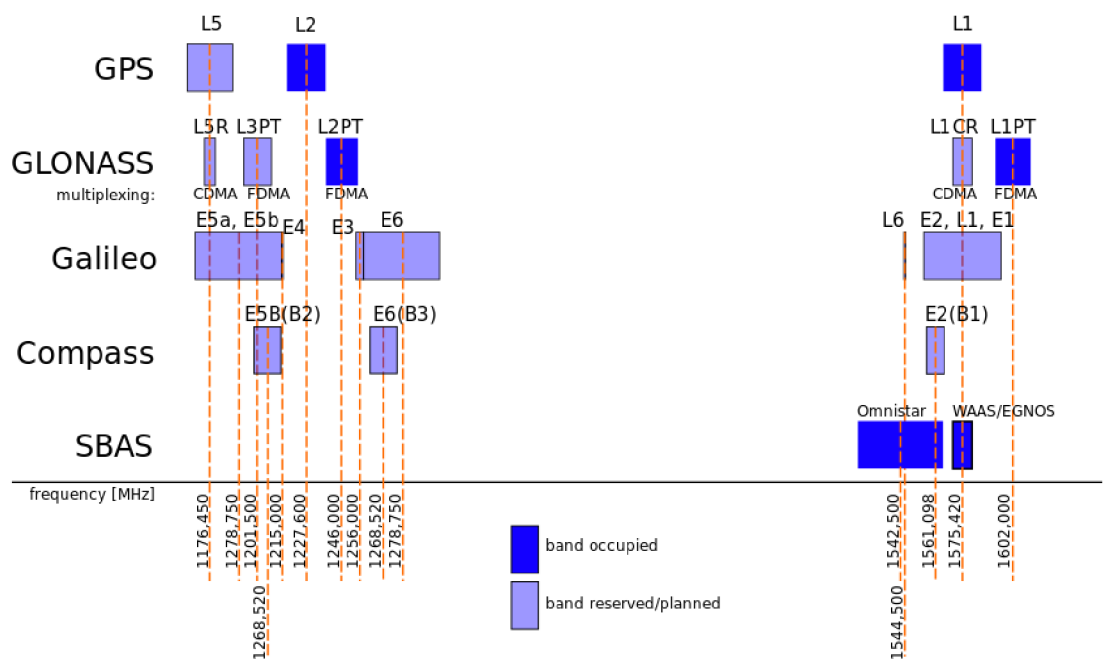 L5 L2 L1
GPS
L5R L3PT L2PT L1CR L1PT
GLONASS
multiplexing: CDMA FDMA FDMA CDMA FDMA
E5a, E5b E4 E3 E6 L6 E2, L1, E1
Galileo
E5B(B2) E6(B3) E2(B1)
Compass
Omnistar WAAS/EGNOS
SBAS
frequency [MHz]
1176,450 1278,750 1201,500 1215,000 1227,600 1246,000 1256,000 1268,520 1278,750 1542,500 1561,098 1575,420 1602,000
1268,520 1544,500
band occupied
band reserved/planned